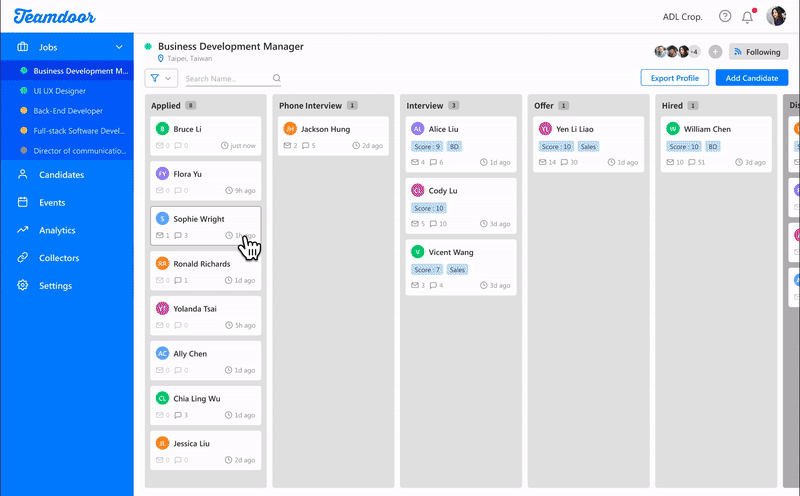 Teamdoor
ADL Crop.
Jobs
Business Development M...
UI UX Designer
Back-End Developer
Full-stack Software Devel...
Director of communicatio...
Candidates
Events
Analytics
Collectors
Settings
Business Development Manager
Taipei, Taiwan
+4
Following
Search Name...
Export Profile
Add Candidate
Applied 8
B Bruce Li
0 0 just now
FY Flora Yu
0 0 9h ago
S Sophie Wright
1 3 1h ago
RR Ronald Richards
0 1 1d ago
YT Yolanda Tsai
0 0 5h ago
AC Ally Chen
0 0 1d ago
CL Chia Ling Wu
0 3 1d ago
JL Jessica Liu
0 0 2d ago
Phone Interview 1
JH Jackson Hung
2 5 2d ago
Interview 3
AL Alice Liu
Score : 9 BD
4 6 1d ago
CL Cody Lu
Score : 10
5 10 3d ago
V Vicent Wang
Score : 7 Sales
3 4 3d ago
Offer 1
YL Yen Li Liao
Score : 10 Sales
14 30 1d ago
Hired 1
W William Chen
Score : 10 BD
10 51 3d ago